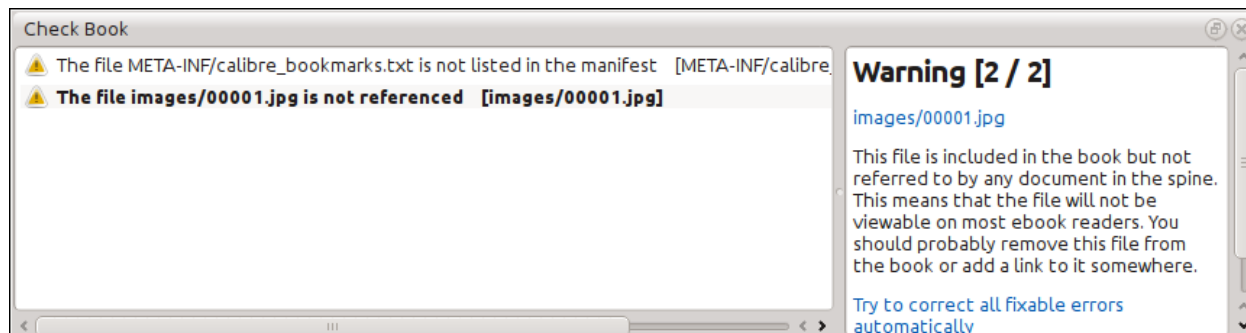 Check Book
The file META-INF/calibre_bookmarks.txt is not listed in the manifest [META-INF/calibre_
The file images/00001.jpg is not referenced [images/00001.jpg]
Warning [2 / 2]
images/00001.jpg
This file is included in the book but not
referred to by any document in the spine.
This means that the file will not be
viewable on most ebook readers. You
should probably remove this file from
the book or add a link to it somewhere.
Try to correct all fixable errors
automatically